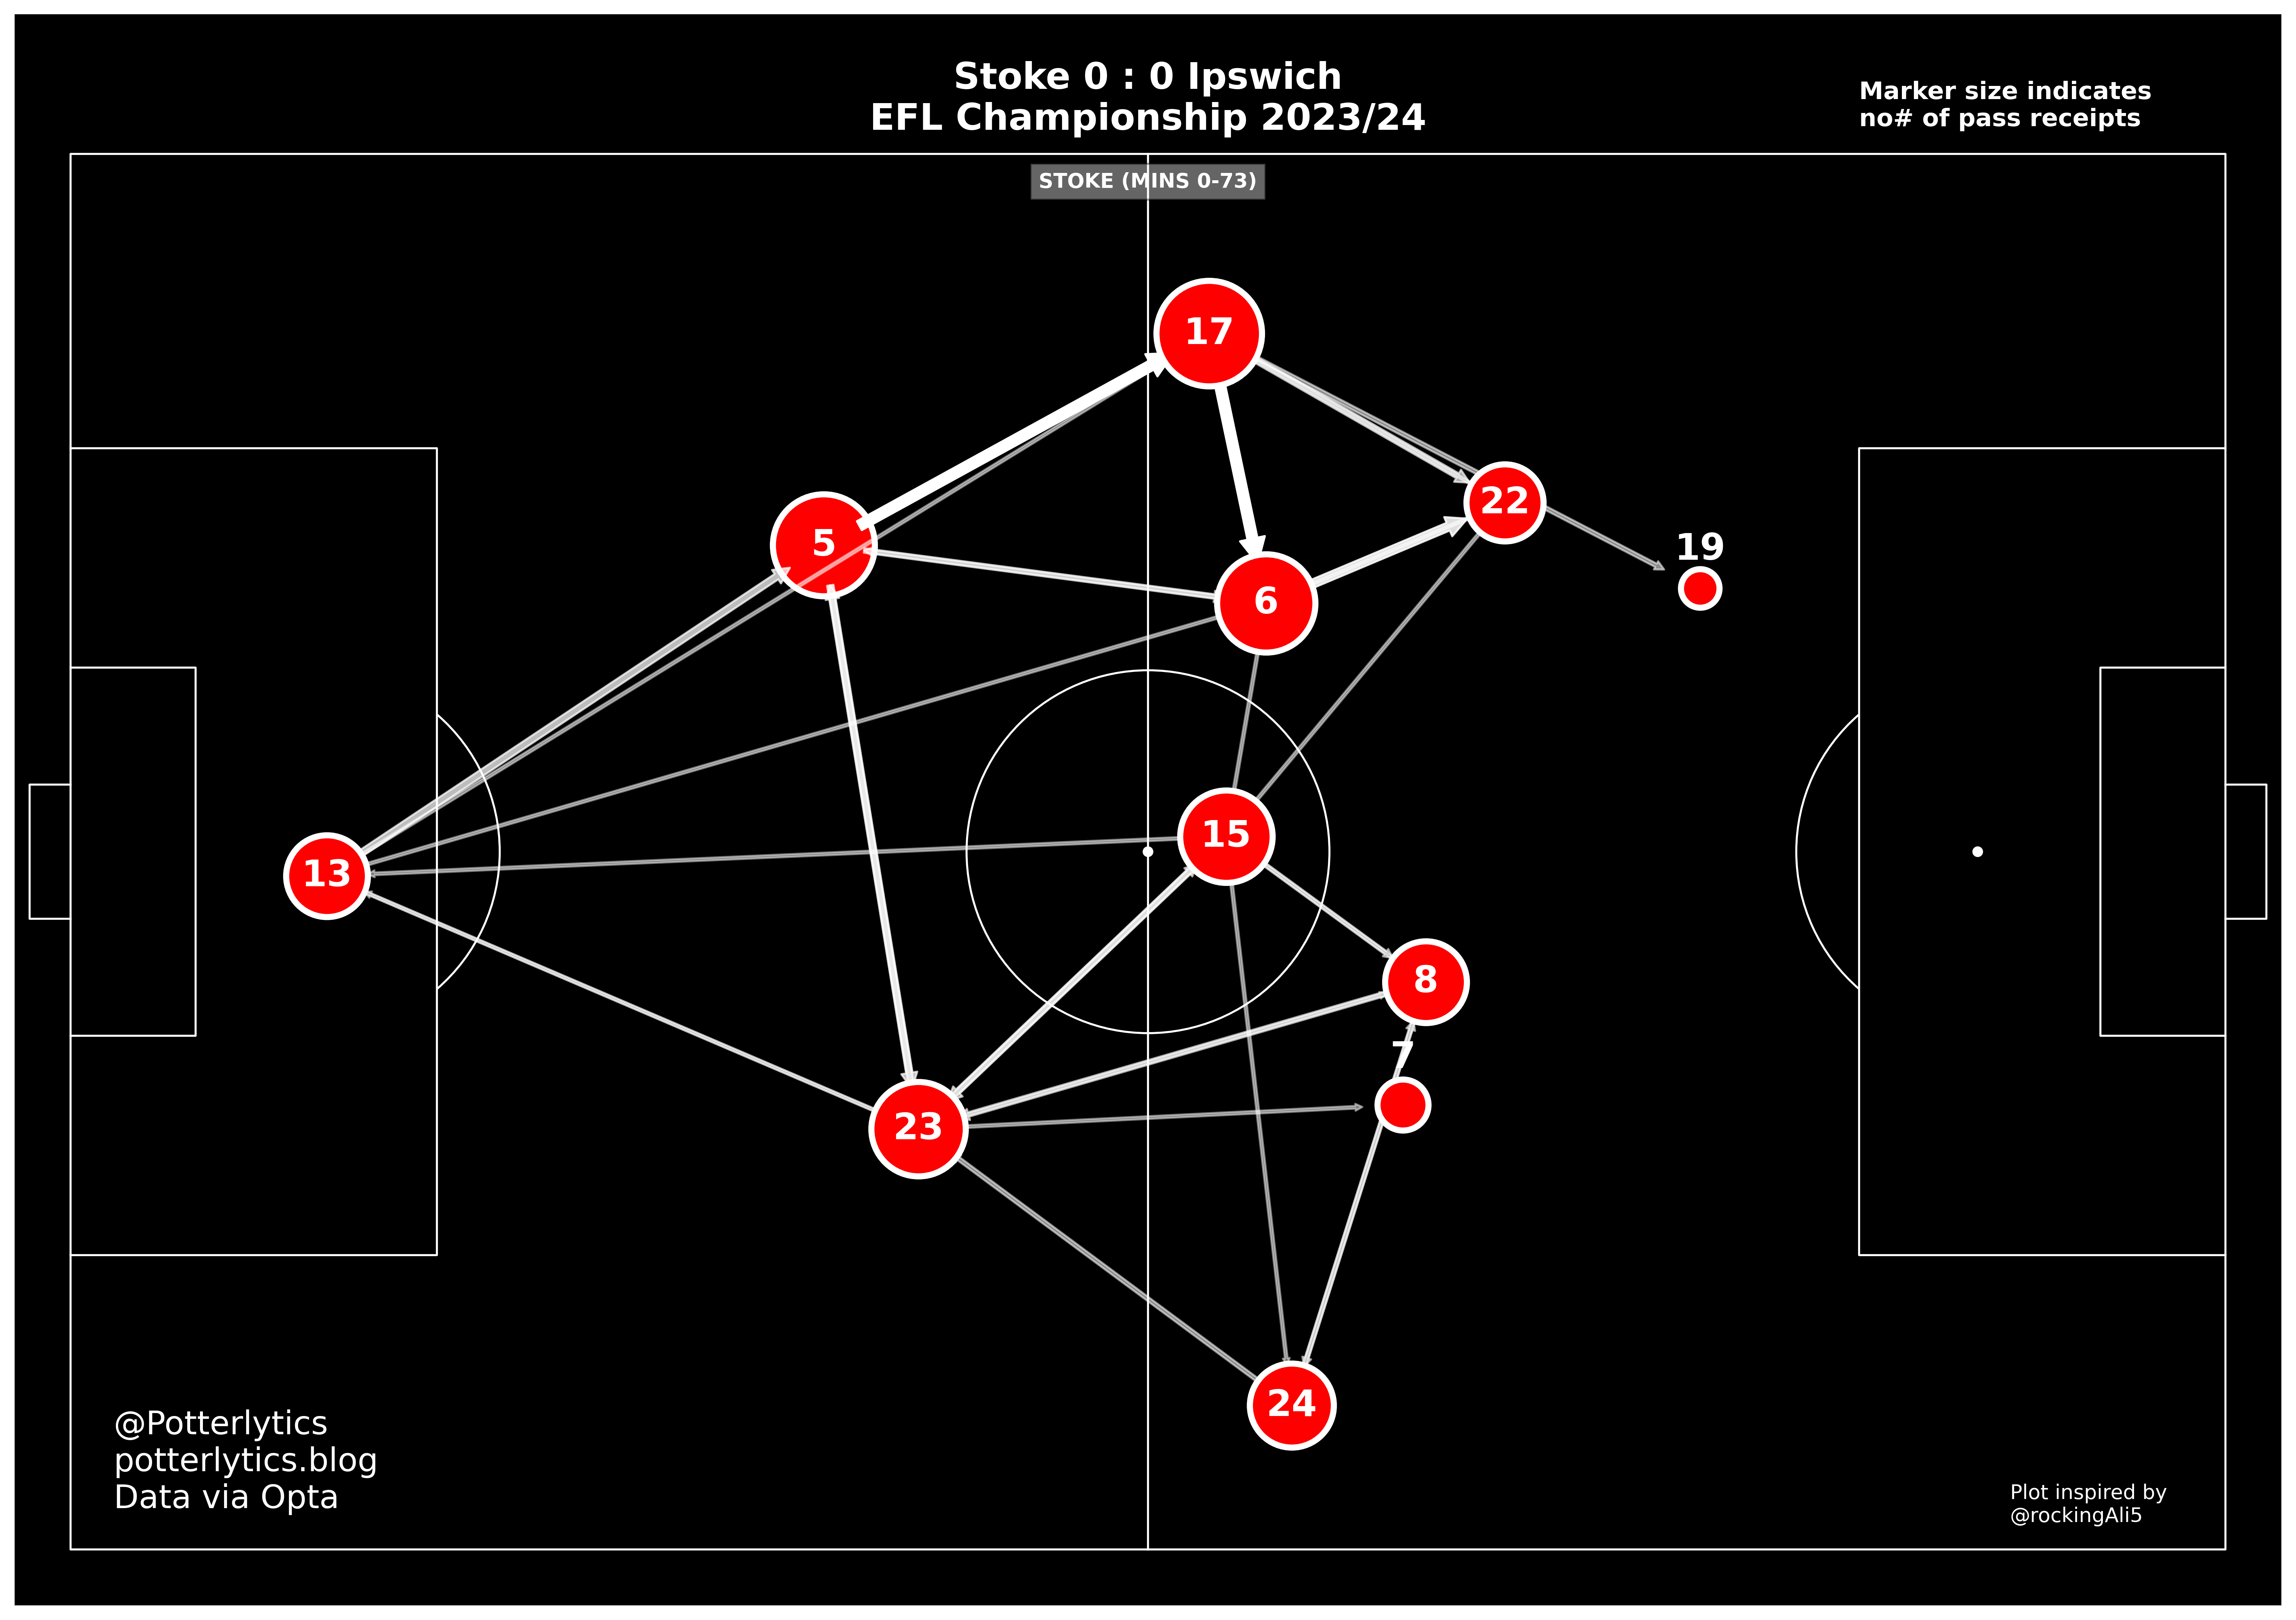 Stoke 0 : 0 Ipswich
EFL Championship 2023/24
Marker size indicates
no# of pass receipts
STOKE (MINS 0-73)
17
22
5
19
6
15
13
8
7
23
24
@Potterlytics
potterlytics.blog
Data via Opta
Plot inspired by
@rockingAli5